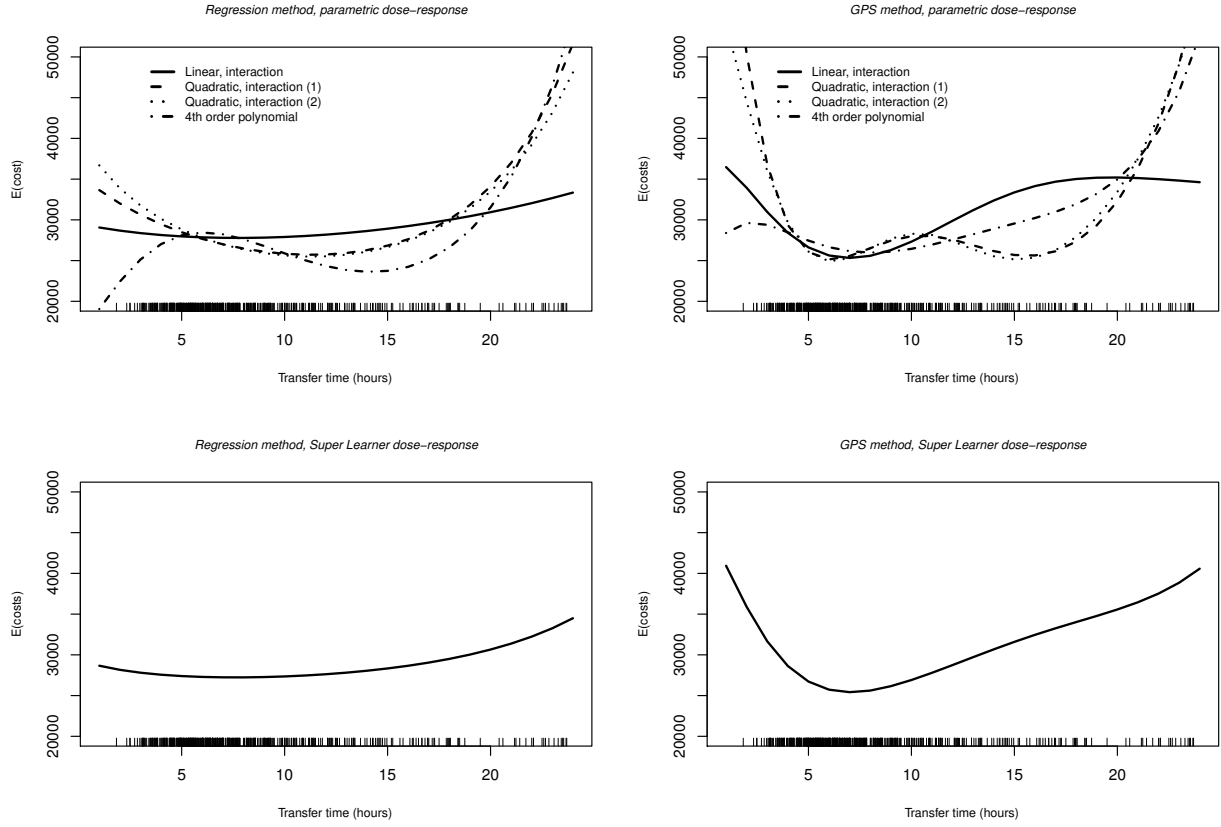 Regression method, parametric dose−response
E(cost)
50000
40000
30000
20000
Linear, interaction
Quadratic, interaction (1)
Quadratic, interaction (2)
4th order polynomial
5 10 15 20
Transfer time (hours)
GPS method, parametric dose−response
E(costs)
50000
40000
30000
20000
Linear, interaction
Quadratic, interaction (1)
Quadratic, interaction (2)
4th order polynomial
5 10 15 20
Transfer time (hours)
Regression method, Super Learner dose−response
E(costs)
50000
40000
30000
20000
5 10 15 20
Transfer time (hours)
GPS method, Super Learner dose−response
E(costs)
50000
40000
30000
20000
5 10 15 20
Transfer time (hours)